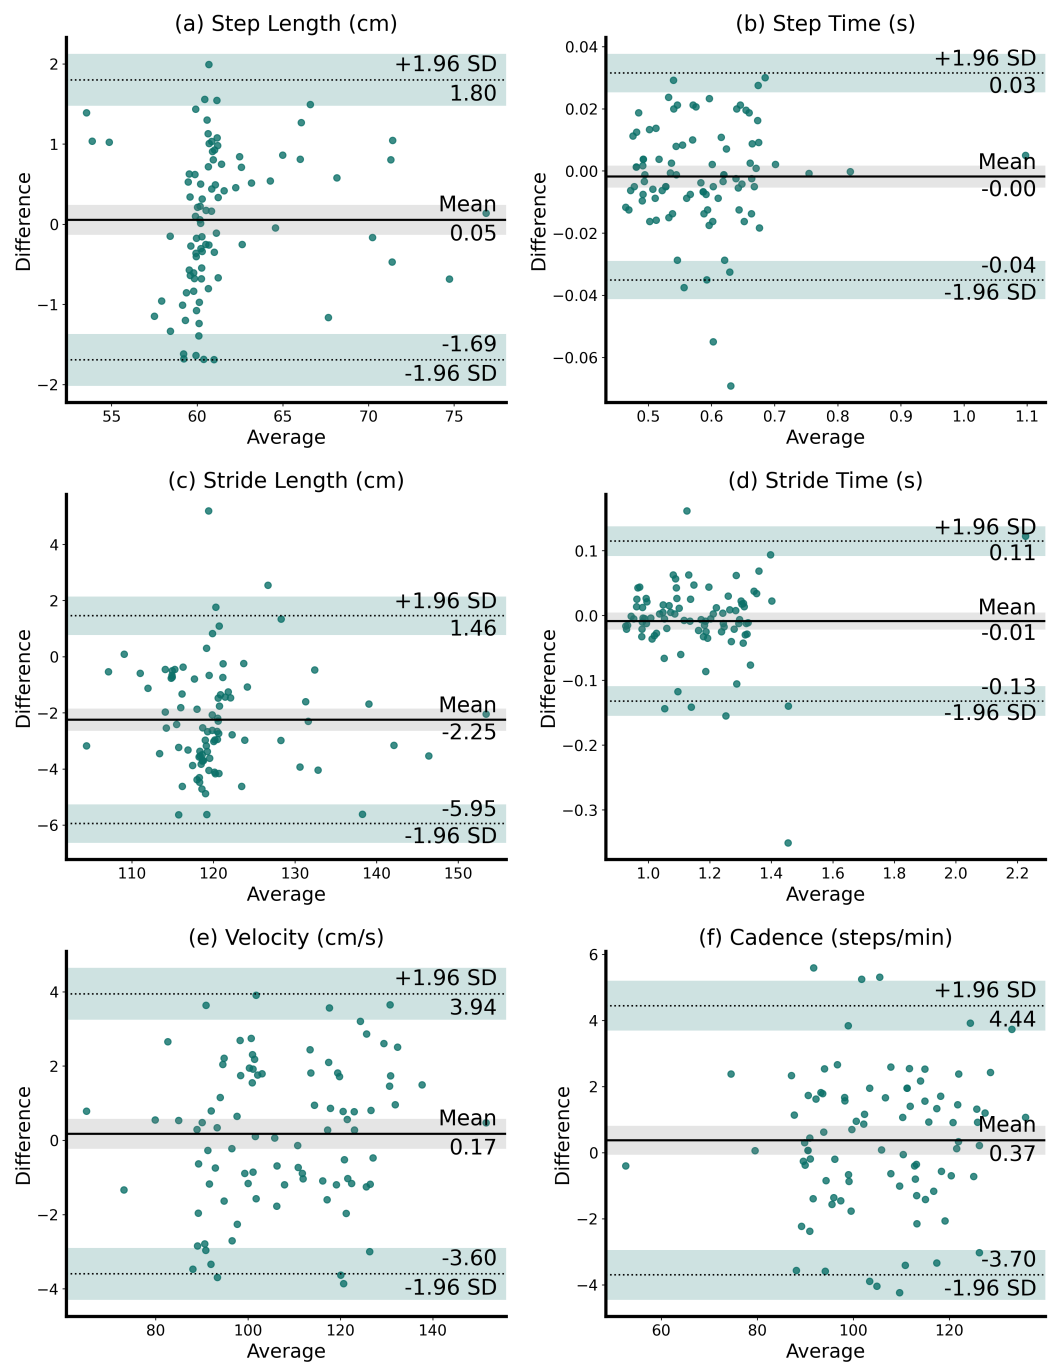 (a) Step Length (cm)
2
1
0
−1
−2
Difference
+1.96 SD
1.80
Mean
0.05
-1.69
-1.96 SD
55 60 65 70 75
Average
(b) Step Time (s)
0.04
0.02
0.00
−0.02
−0.04
−0.06
Difference
+1.96 SD
0.03
Mean
-0.00
-0.04
-1.96 SD
0.5 0.6 0.7 0.8 0.9 1.0 1.1
Average
(c) Stride Length (cm)
4
2
0
−2
−4
−6
Difference
+1.96 SD
1.46
Mean
-2.25
-5.95
-1.96 SD
110 120 130 140 150
Average
(d) Stride Time (s)
0.1
0.0
−0.1
−0.2
−0.3
Difference
+1.96 SD
0.11
Mean
-0.01
-0.13
-1.96 SD
1.0 1.2 1.4 1.6 1.8 2.0 2.2
Average
(e) Velocity (cm/s)
4
2
0
−2
−4
Difference
+1.96 SD
3.94
Mean
0.17
-3.60
-1.96 SD
80 100 120 140
Average
(f) Cadence (steps/min)
6
4
2
0
−2
−4
Difference
+1.96 SD
4.44
Mean
0.37
-3.70
-1.96 SD
60 80 100 120
Average